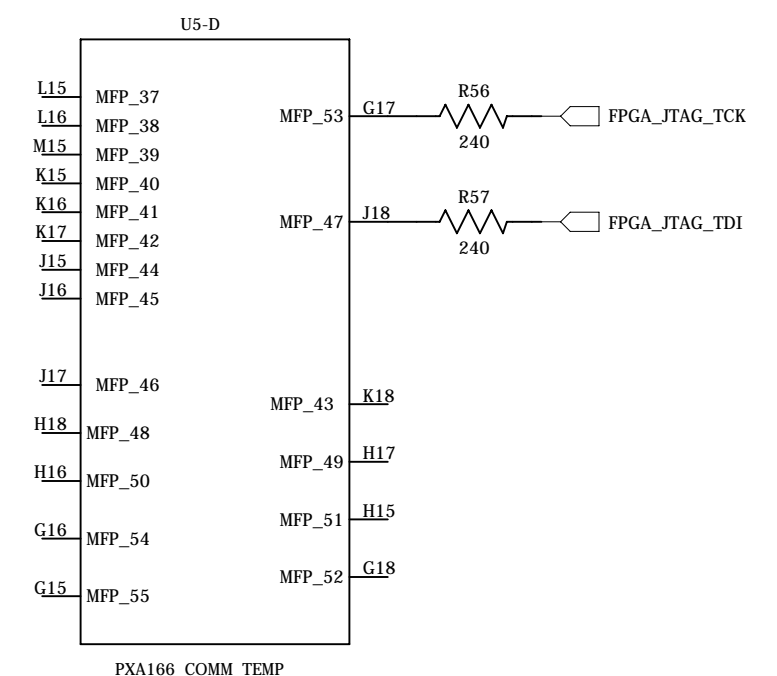 U5-D
L15 MFP_37
L16 MFP_38
M15 MFP_39
K15 MFP_40
K16 MFP_41
K17 MFP_42
J15 MFP_44
J16 MFP_45
J17 MFP_46
H18 MFP_48
H16 MFP_50
G16 MFP_54
G15 MFP_55
R56
MFP_53 G17 FPGA_JTAG_TCK
240
R57
MFP_47 J18 FPGA_JTAG_TDI
240
MFP_43 K18
MFP_49 H17
MFP_51 H15
MFP_52 G18
PXA166 COMM TEMP